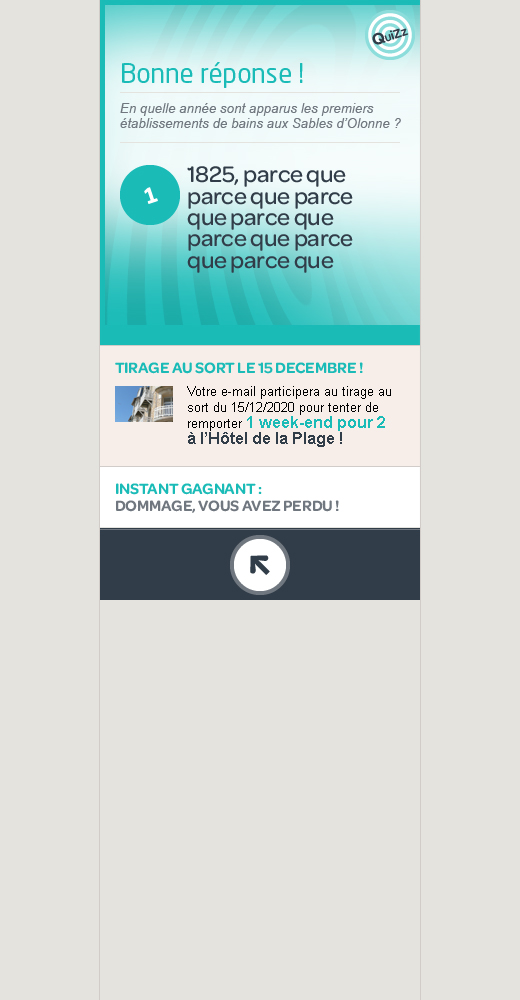 QuiZz
Bonne réponse !
En quelle année sont apparus les premiers
établissements de bains aux Sables d'Olonne ?
1
1825, parce que
parce que parce
que parce que
parce que parce
que parce que
TIRAGE AU SORT LE 15 DECEMBRE !
Votre e-mail participera au tirage au
sort du 15/12/2020 pour tenter de
remporter 1 week-end pour 2
à l'Hôtel de la Plage !
INSTANT GAGNANT :
DOMMAGE, VOUS AVEZ PERDU !